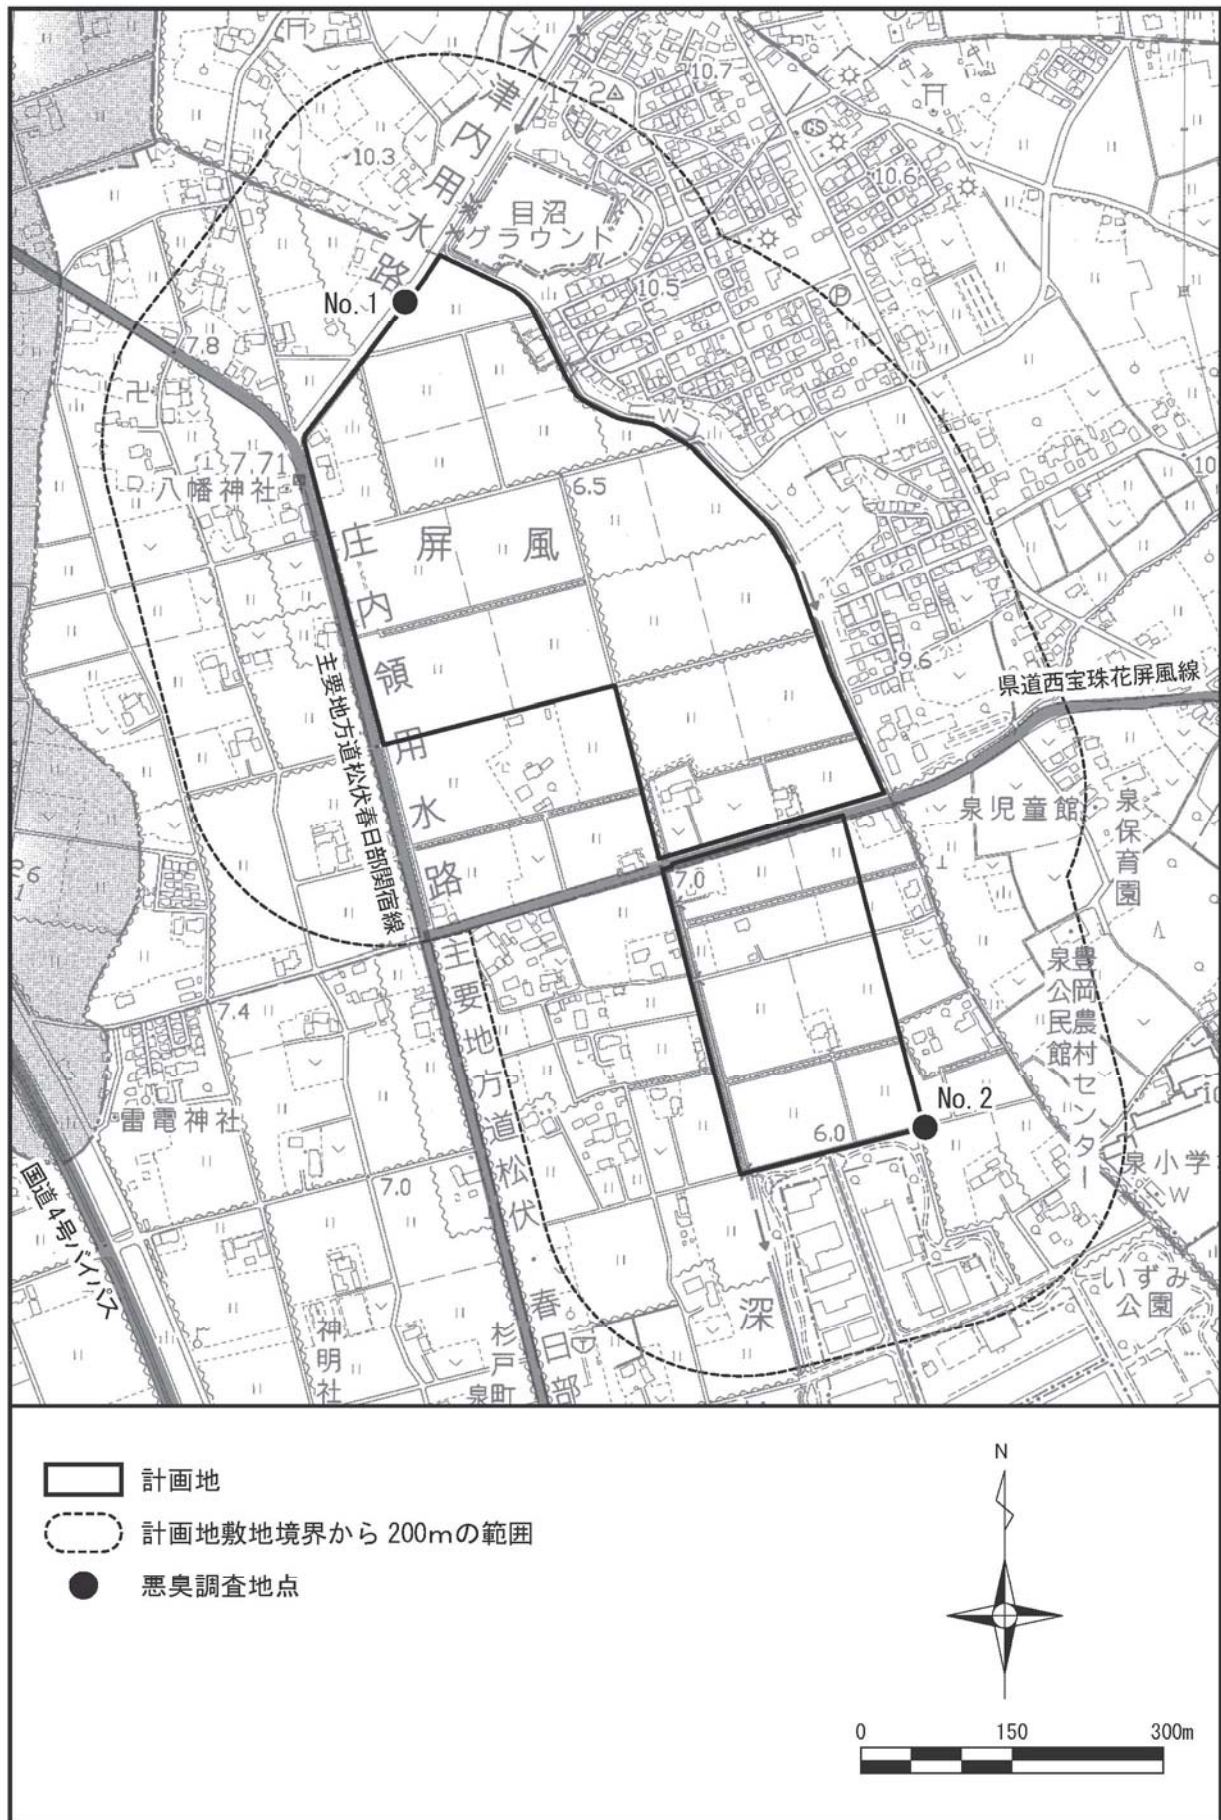 木津内用水路
17.2
10.7
GS
10.3
10.6
目沼
グラウンド
10.5
P
No. 1
7.8
W
7.71
八幡神社
6.5
10
庄内領用水路
屏風
9.6
県道西宝珠花屏風線
主要地方道松伏春日部関宿線
泉児童館
泉保育園
7.0
豊岡農村センター
泉公民館
7.4
主要地方道松伏・春日部
雷電神社
No. 2
6.0
10
泉小学
W
7.0
国道4号バイパス
いずみ
公園
深
神明社
杉戸町
泉
計画地
計画地敷地境界から 200mの範囲
悪臭調査地点
N
0 150 300m